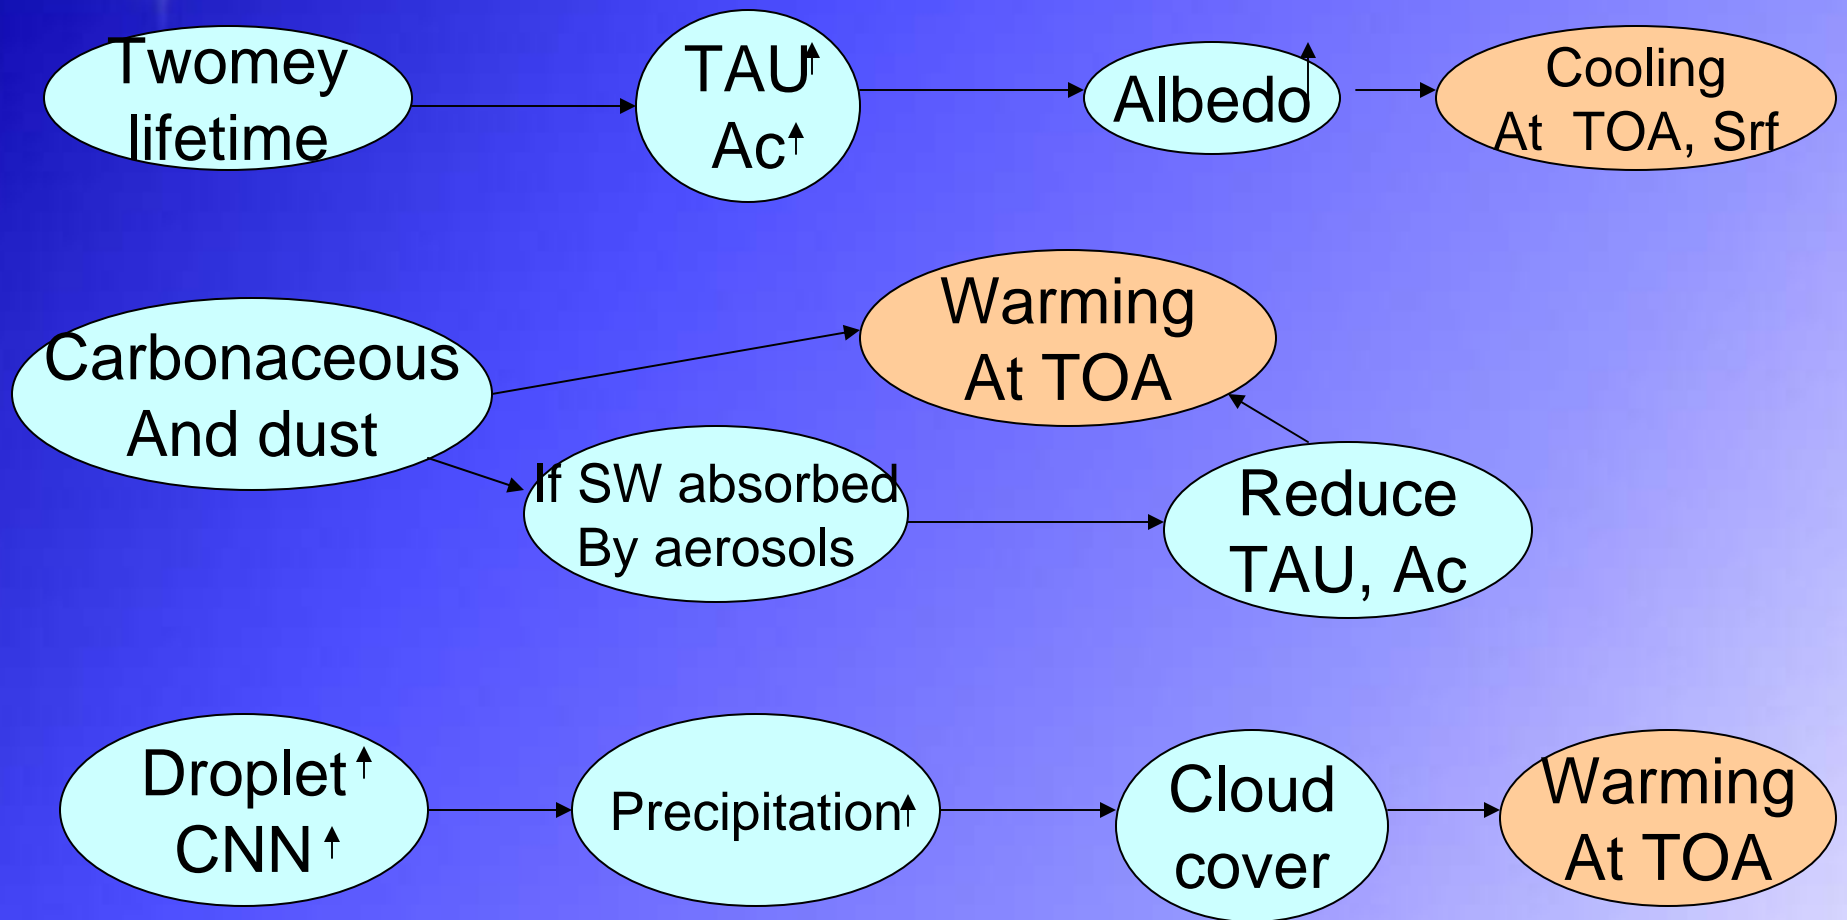 Twomey
lifetime
TAU↑
Ac↑
Albedo↑
Cooling
At TOA, Srf
Carbonaceous
And dust
Warming
At TOA
If SW absorbed
By aerosols
Reduce
TAU, Ac
Droplet↑
CNN↑
Precipitation↑
Cloud
cover
Warming
At TOA